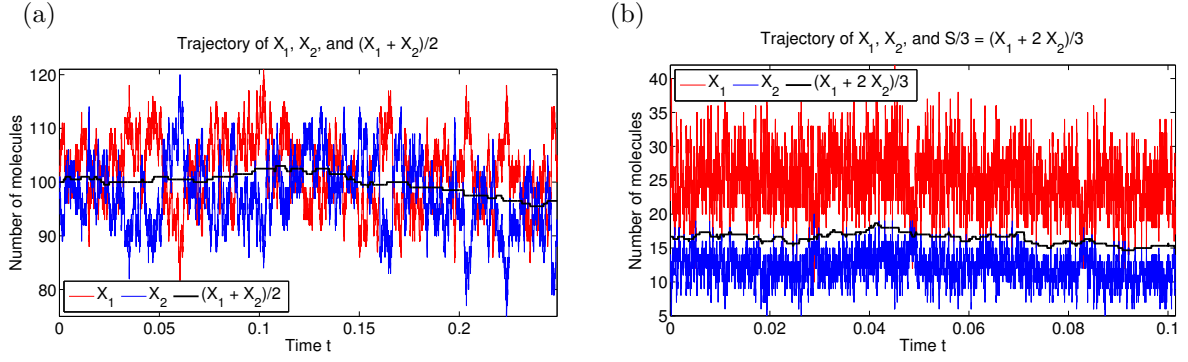 (a)
Trajectory of X₁, X₂, and (X₁ + X₂)/2
Number of molecules
120
110
100
90
80
X₁ X₂ (X₁ + X₂)/2
0 0.05 0.1 0.15 0.2
Time t
(b)
Trajectory of X₁, X₂, and S/3 = (X₁ + 2 X₂)/3
Number of molecules
40
35
30
25
20
15
10
5
X₁ X₂ (X₁ + 2 X₂)/3
0 0.02 0.04 0.06 0.08 0.1
Time t